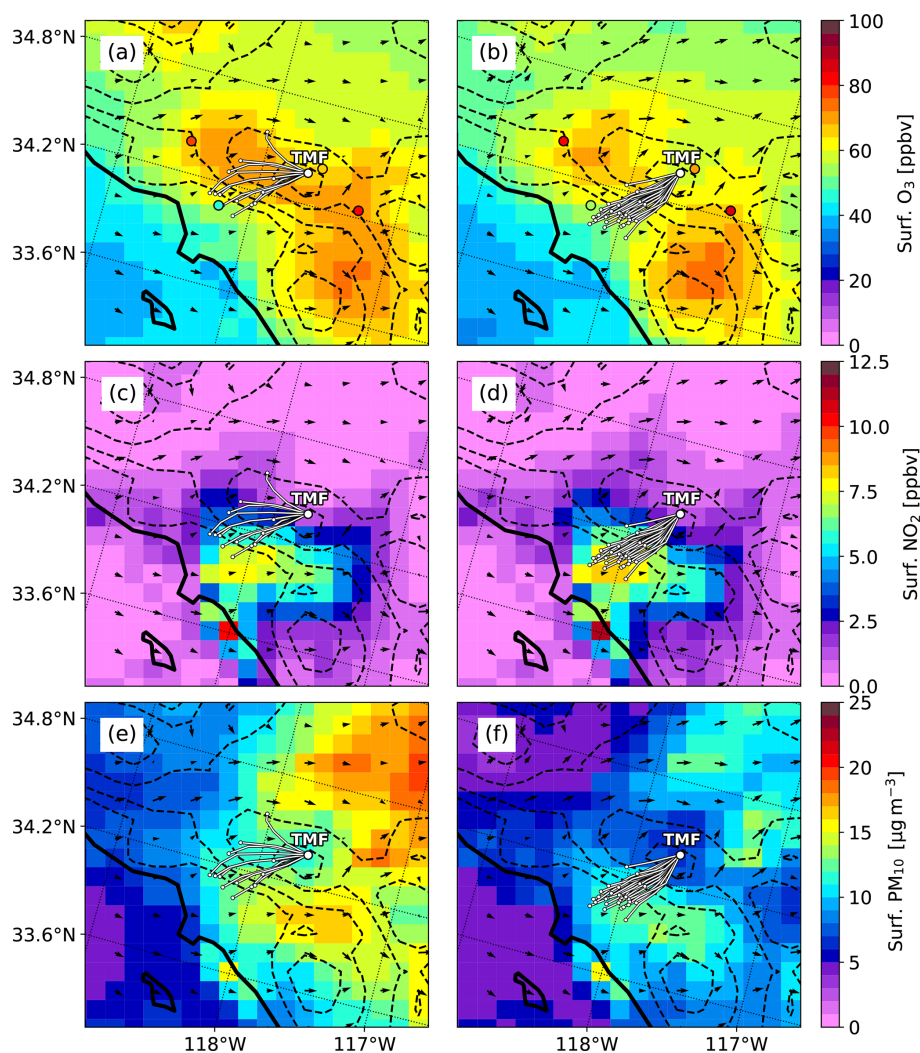 (a)
(b)
34.8°N
34.2°N
33.6°N
TMF
TMF
100
80
60
40
20
0
Surf. O₃ [ppbv]
(c)
(d)
34.8°N
34.2°N
33.6°N
TMF
TMF
12.5
10.0
7.5
5.0
2.5
0.0
Surf. NO₂ [ppbv]
(e)
(f)
34.8°N
34.2°N
33.6°N
TMF
TMF
25
20
15
10
5
0
Surf. PM₁₀ [µg m⁻³]
118°W
117°W
118°W
117°W